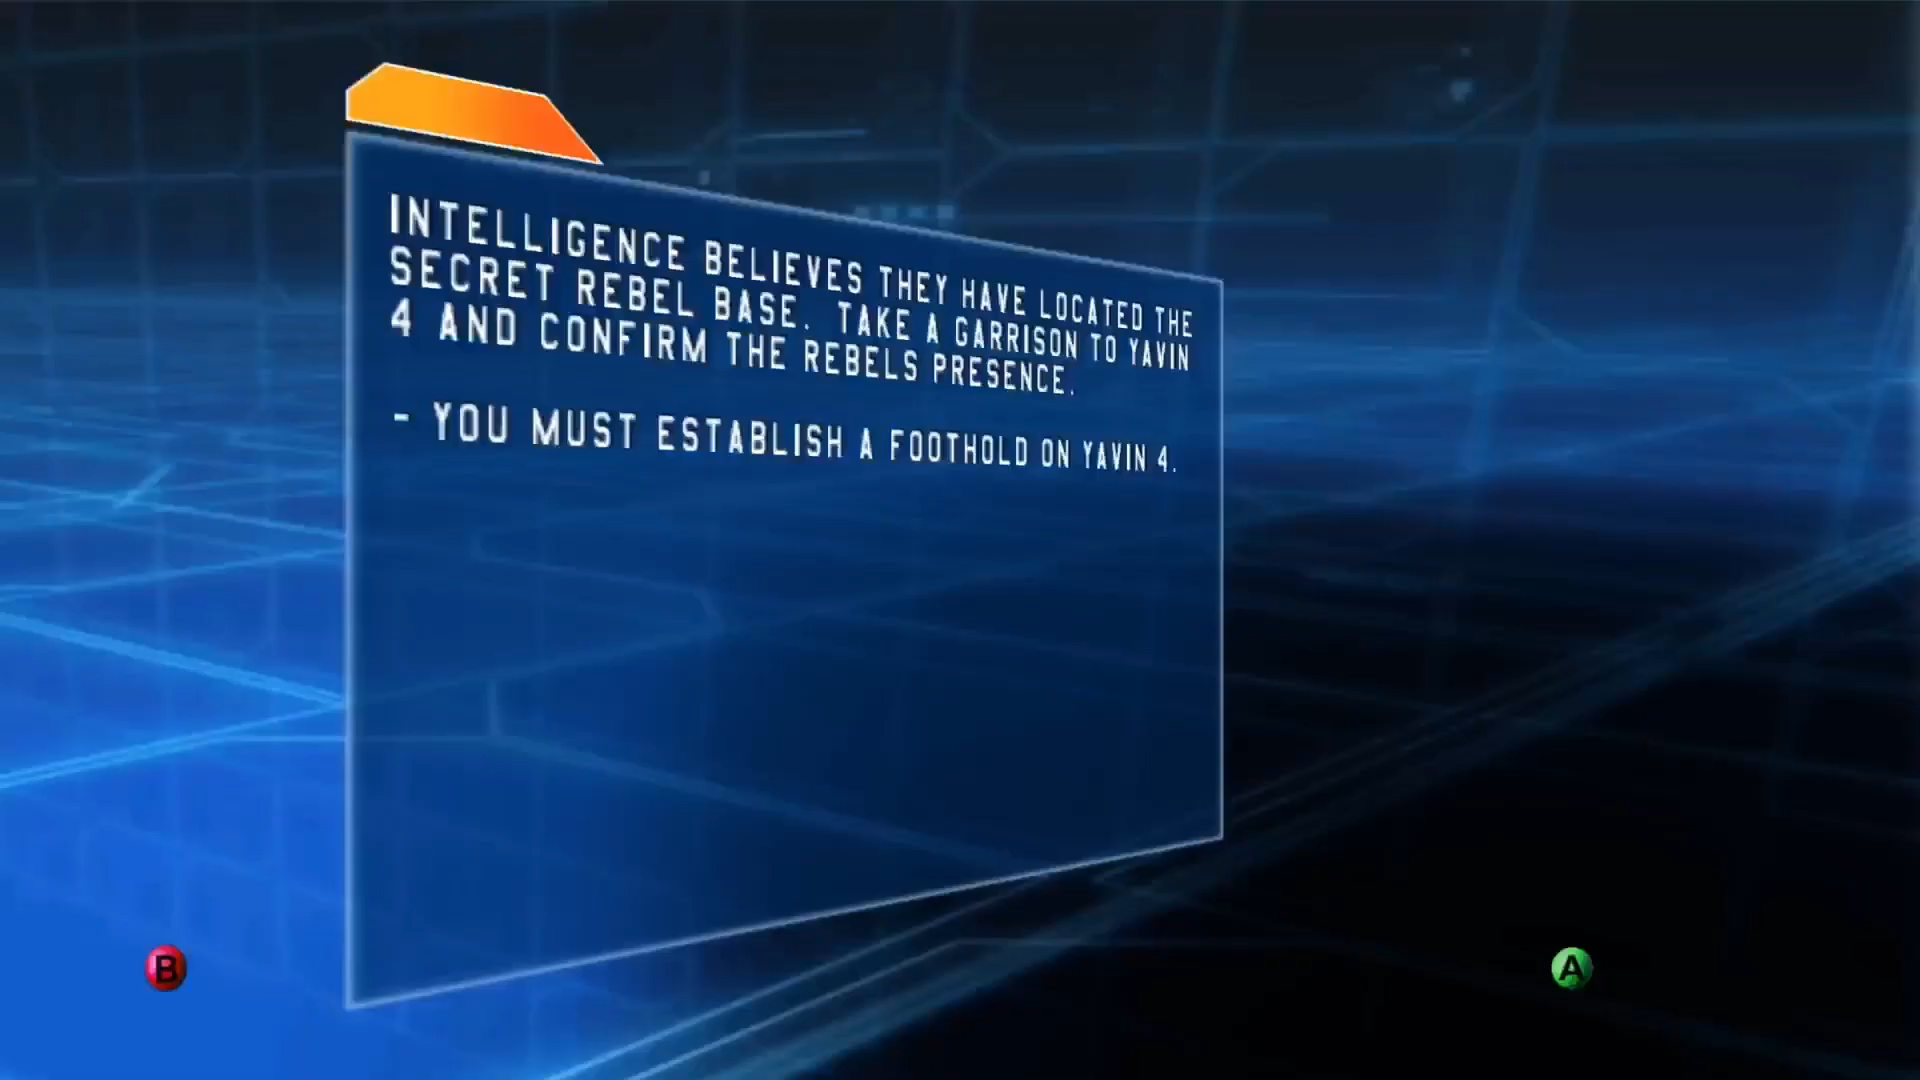 INTELLIGENCE BELIEVES THEY HAVE LOCATED THE
SECRET REBEL BASE. TAKE A GARRISON TO YAVIN
4 AND CONFIRM THE REBELS PRESENCE.
- YOU MUST ESTABLISH A FOOTHOLD ON YAVIN 4.
B
A